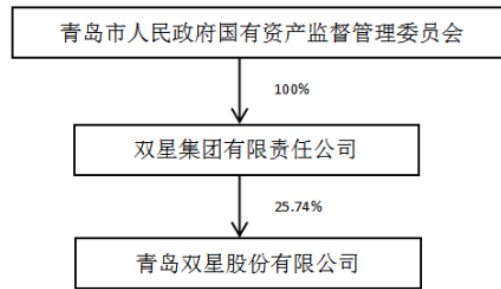 青岛市人民政府国有资产监督管理委员会
100%
双星集团有限责任公司
25.74%
青岛双星股份有限公司